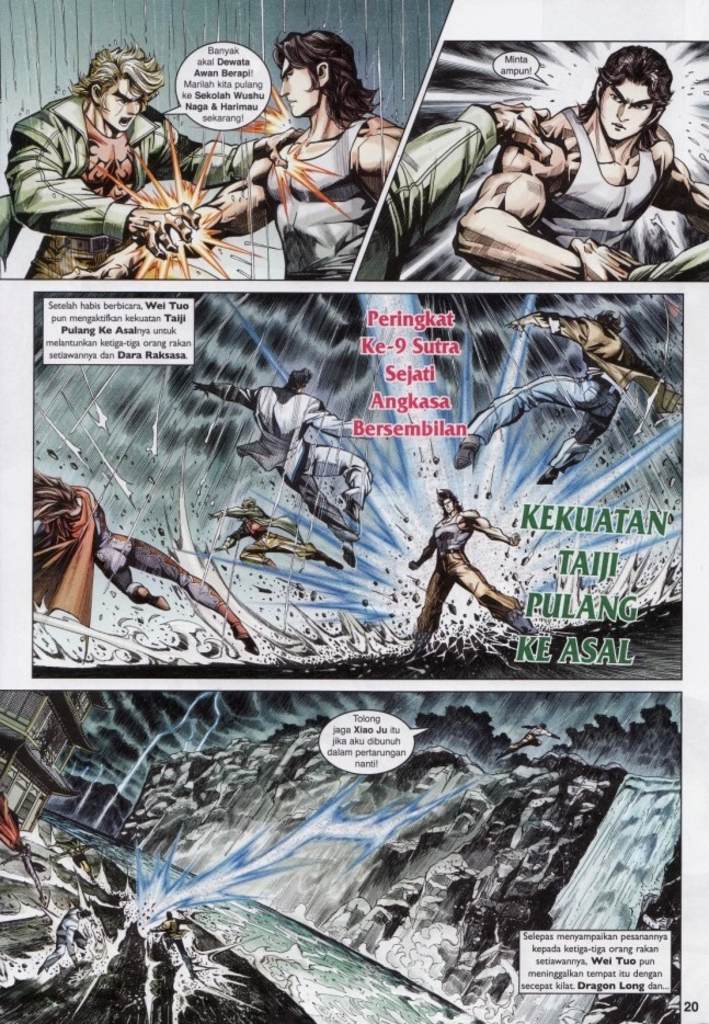 Banyak
akal Dewata
Awan Berapi!
Marilah kita pulang
ke Sekolah Wushu
Naga & Harimau
sekarang!
Minta
ampun!
Setelah habis berbicara, Wei Tuo
pun mengaktifkan kekuatan Taiji
Pulang Ke Asalnya untuk
melantunkan ketiga-tiga orang rakan
setiawannya dan Dara Raksasa.
Peringkat
Ke-9 Sutra
Sejati
Angkasa
Bersembilan
KEKUATAN
TAIJI
PULANG
KE ASAL
Tolong
jaga Xiao Ju itu
jika aku dibunuh
dalam pertarungan
nanti!
Selepas menyampaikan pesanannya
kepada ketiga-tiga orang rakan
setiawannya, Wei Tuo pun
meninggalkan tempat itu dengan
secepat kilat. Dragon Long dan...
20